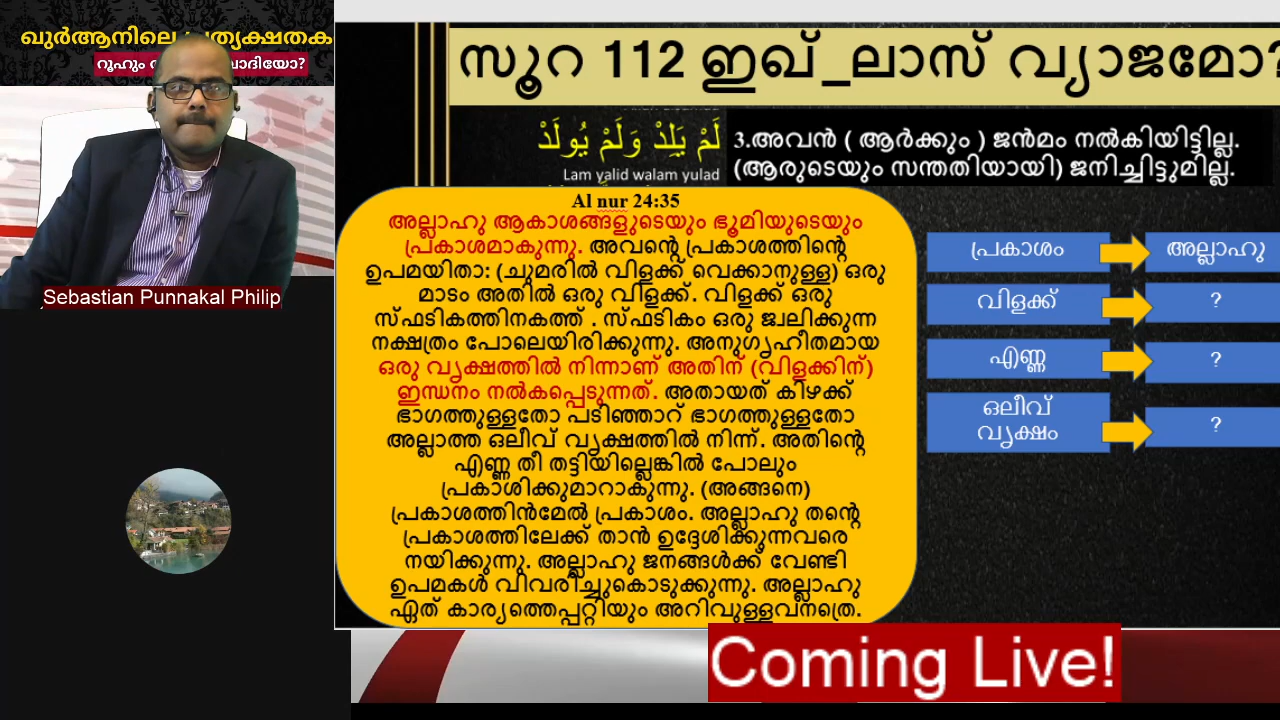 ഖുർആനിലെ
റൂഹും
സൂറ 112 ഇഖ്_ലാസ് വ്യാജമോ?
لَمْ يَلِدْ وَلَمْ يُولَدْ
Lam yalid walam yulad
3.അവൻ ( ആർക്കും ) ജൻമം നൽകിയിട്ടില്ല.
(ആരുടെയും സന്തതിയായി) ജനിച്ചിട്ടുമില്ല.
Al nur 24:35
അല്ലാഹു ആകാശങ്ങളുടെയും ഭൂമിയുടെയും
പ്രകാശമാകുന്നു. അവന്റെ പ്രകാശത്തിന്റെ
ഉപമയിതാ: (ചുമരിൽ വിളക്ക് വെക്കാനുള്ള) ഒരു
മാടം അതിൽ ഒരു വിളക്ക്. വിളക്ക് ഒരു
സ്ഫടികത്തിനകത്ത് . സ്ഫടികം ഒരു ജ്വലിക്കുന്ന
നക്ഷത്രം പോലെയിരിക്കുന്നു. അനുഗൃഹീതമായ
ഒരു വൃക്ഷത്തിൽ നിന്നാണ് അതിന് (വിളക്കിന്)
ഇന്ധനം നൽകപ്പെടുന്നത്. അതായത് കിഴക്ക്
ഭാഗത്തുള്ളതോ പടിഞ്ഞാറ് ഭാഗത്തുള്ളതോ
അല്ലാത്ത ഒലീവ് വൃക്ഷത്തിൽ നിന്ന്. അതിന്റെ
എണ്ണ തീ തട്ടിയില്ലെങ്കിൽ പോലും
പ്രകാശിക്കുമാറാകുന്നു. (അങ്ങനെ)
പ്രകാശത്തിൻമേൽ പ്രകാശം. അല്ലാഹു തന്റെ
പ്രകാശത്തിലേക്ക് താൻ ഉദ്ദേശിക്കുന്നവരെ
നയിക്കുന്നു. അല്ലാഹു ജനങ്ങൾക്ക് വേണ്ടി
ഉപമകൾ വിവരിച്ചുകൊടുക്കുന്നു. അല്ലാഹു
ഏത് കാര്യത്തെപ്പറ്റിയും അറിവുള്ളവനത്രെ.
പ്രകാശം അല്ലാഹു
വിളക്ക് ?
എണ്ണ ?
ഒലീവ്
വൃക്ഷം ?
Sebastian Punnakal Philip
Coming Live!